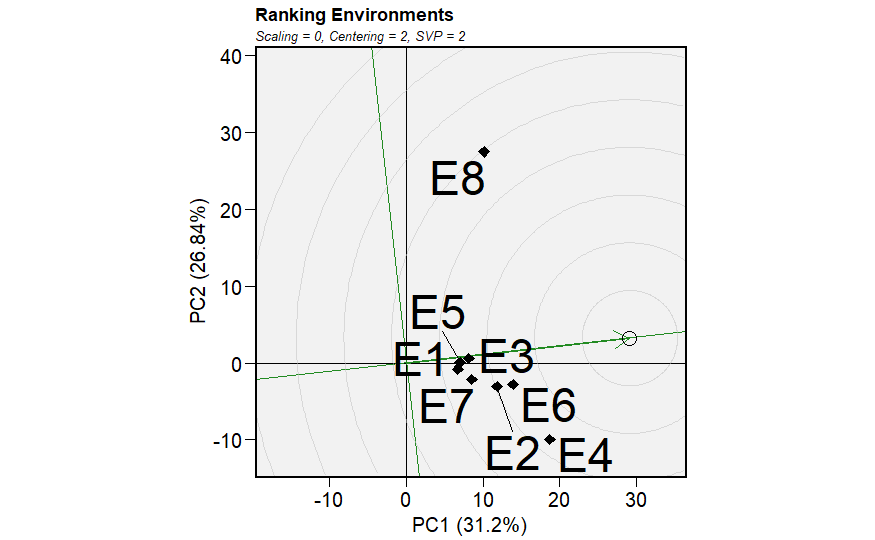 Ranking Environments
Scaling = 0, Centering = 2, SVP = 2
40
30
20
10
0
-10
PC2 (26.84%)
E8
E5
E1
E3
E7
E6
E2
E4
-10
0
10
20
30
PC1 (31.2%)